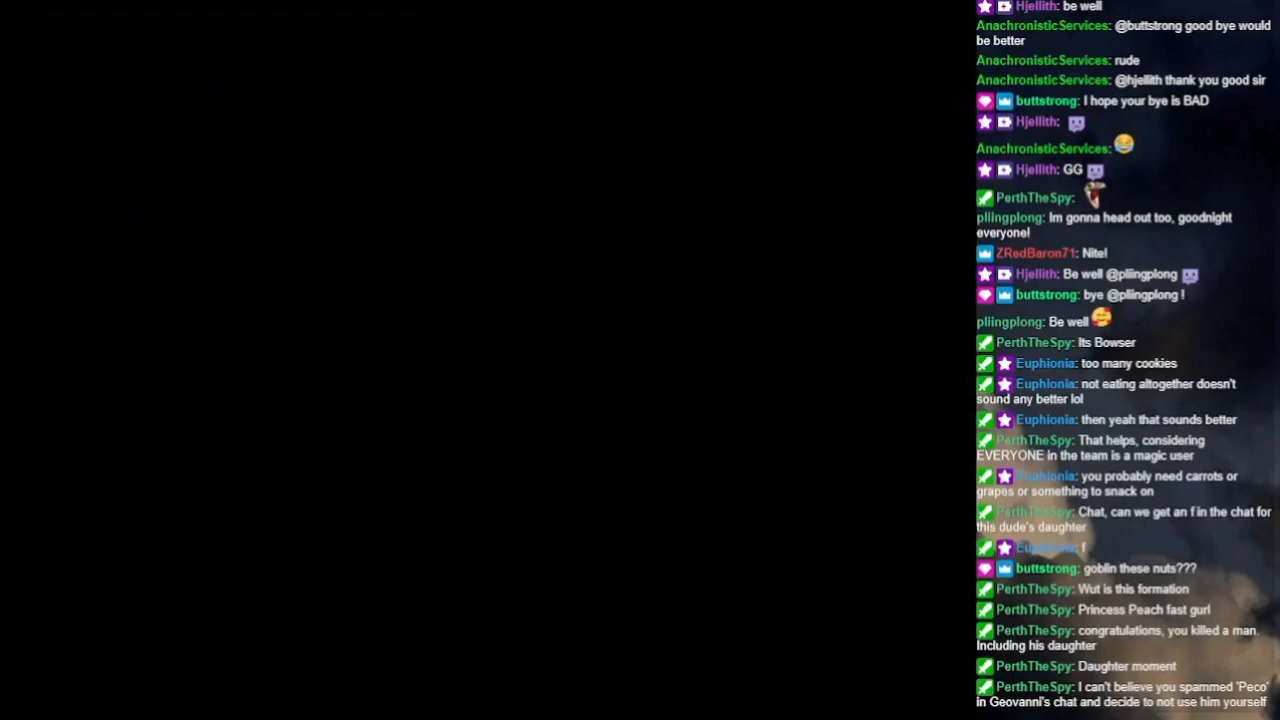 Hjellith: be well
AnachronisticServices: @buttstrong good bye would
be better
AnachronisticServices: rude
AnachronisticServices: @hjellith thank you good sir
buttstrong: I hope your bye is BAD
Hjellith:
AnachronisticServices: 😂
Hjellith: GG
PerthTheSpy:
pliingplong: Im gonna head out too, goodnight
everyone!
ZRedBaron71: Nite!
Hjellith: Be well @pliingplong
buttstrong: bye @pliingplong !
pliingplong: Be well 🥰
PerthTheSpy: Its Bowser
Euphionia: too many cookies
Euphionia: not eating altogether doesn't
sound any better lol
Euphionia: then yeah that sounds better
PerthTheSpy: That helps, considering
EVERYONE in the team is a magic user
Euphionia: you probably need carrots or
grapes or something to snack on
PerthTheSpy: Chat, can we get an f in the chat for
this dude's daughter
Euphionia: f
buttstrong: goblin these nuts???
PerthTheSpy: Wut is this formation
PerthTheSpy: Princess Peach fast gurl
PerthTheSpy: congratulations, you killed a man.
Including his daughter
PerthTheSpy: Daughter moment
PerthTheSpy: I can't believe you spammed 'Peco'
in Geovanni's chat and decide to not use him yourself